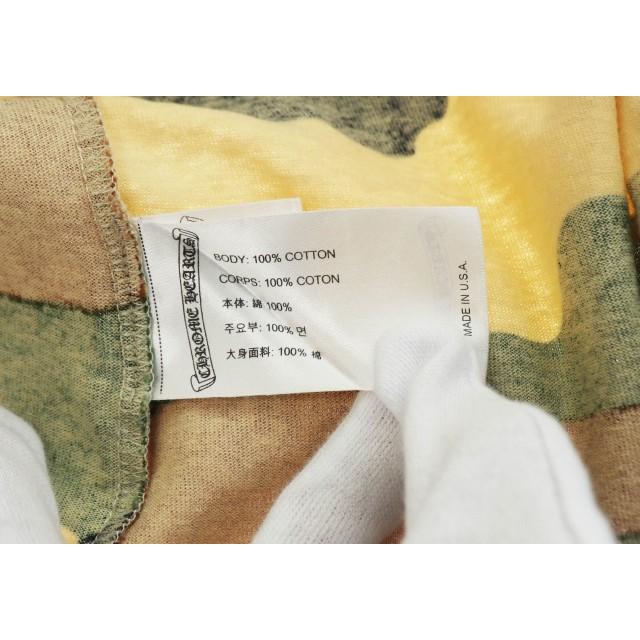 CHROME HEARTS
BODY: 100% COTTON
CORPS: 100% COTON
本体: 綿 100%
주요부: 100% 면
大身面料: 100% 棉
MADE IN U.S.A.